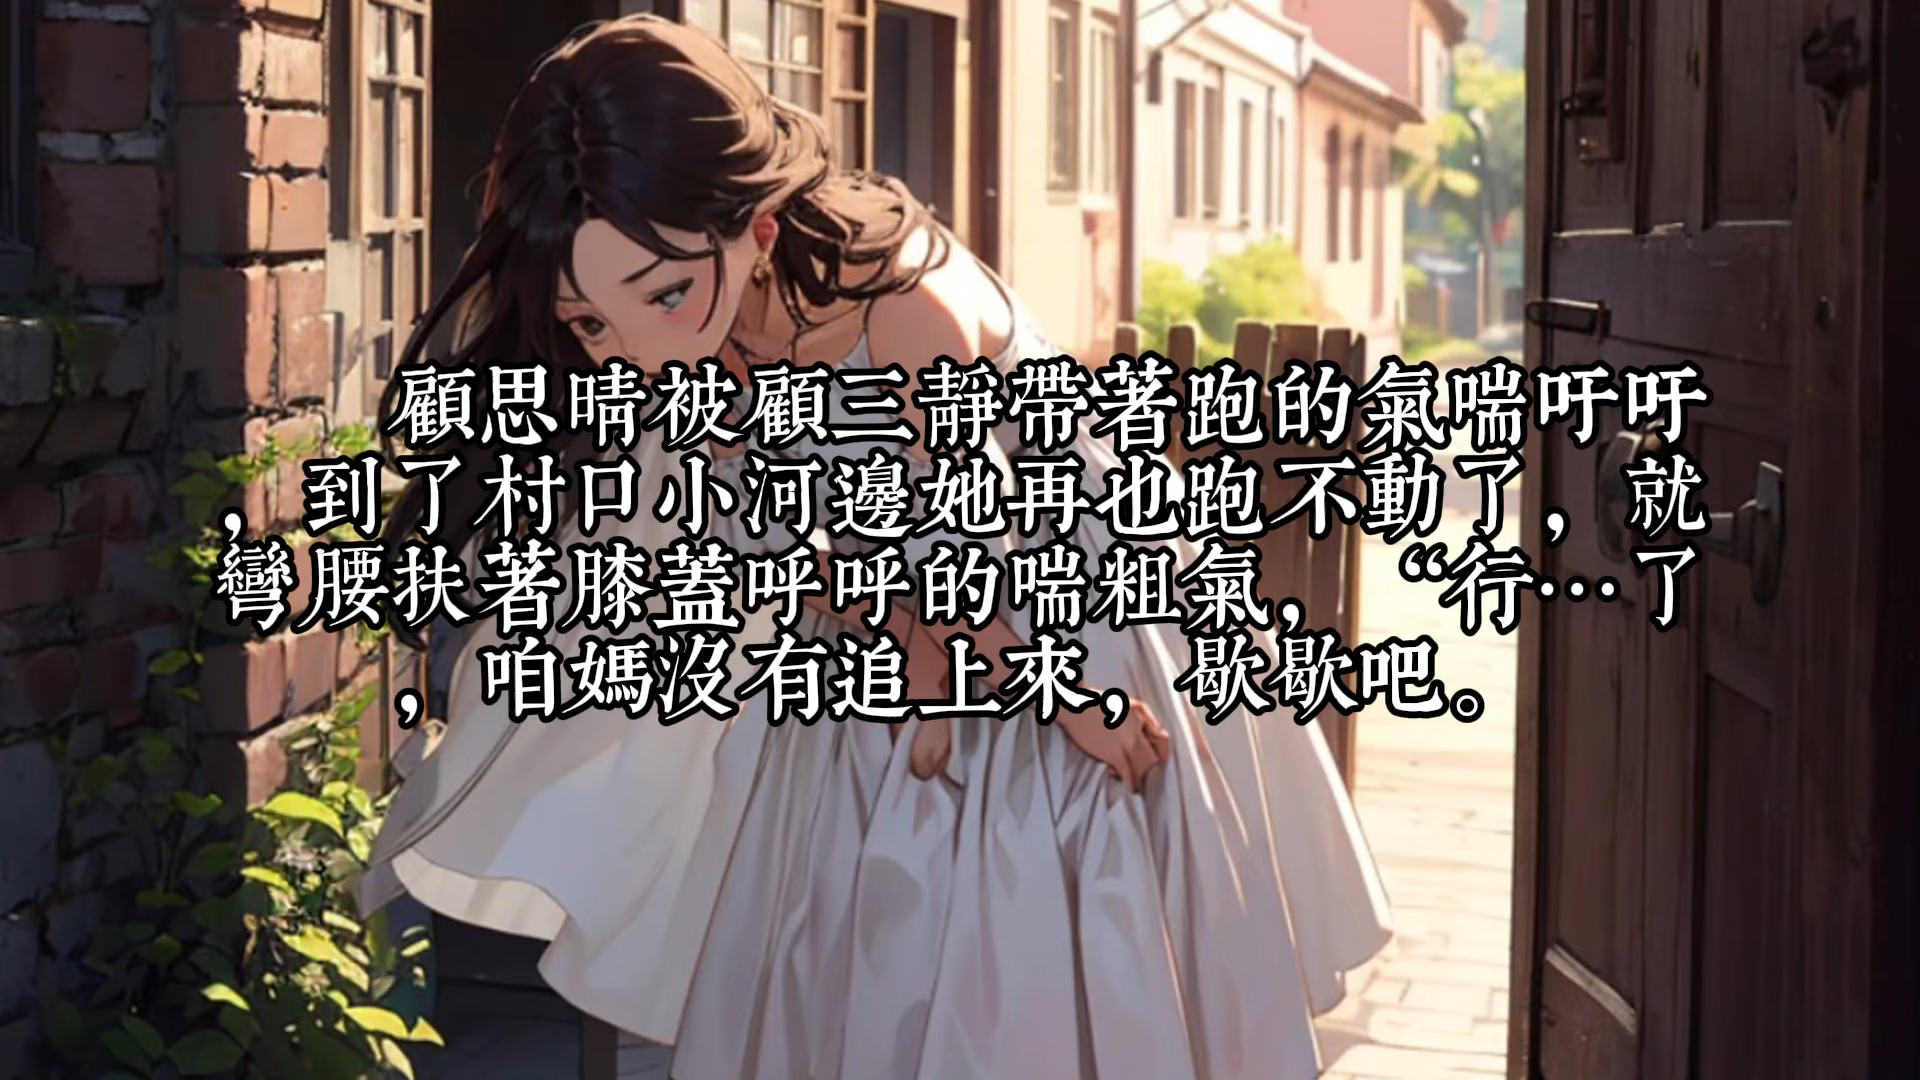 顧思晴被顧三靜帶著跑的氣喘吁吁
，到了村口小河邊她再也跑不動了，就
彎腰扶著膝蓋呼呼的喘粗氣，“行…了
，咱媽沒有追上來，歇歇吧。